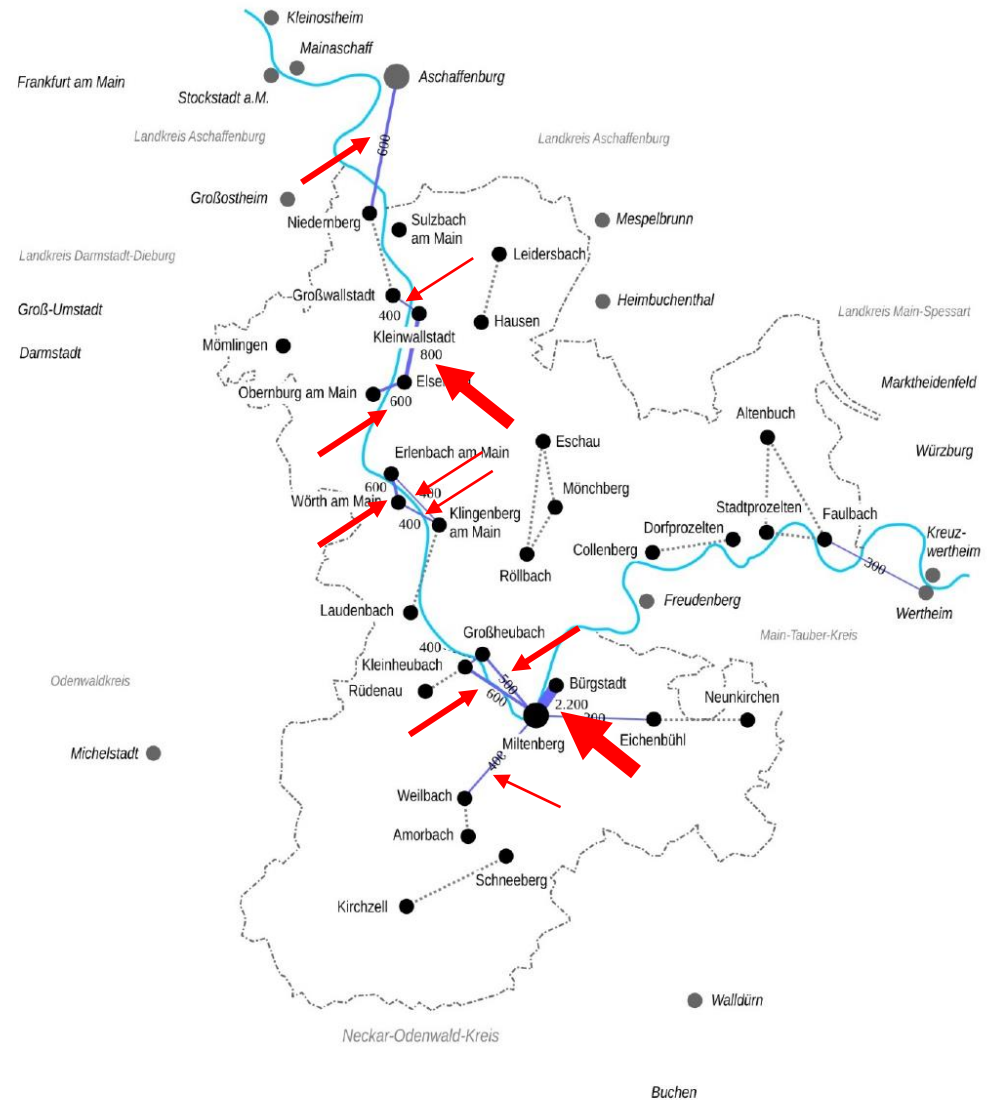 Kleinostheim
Mainaschaff
Frankfurt am Main
Aschaffenburg
Stockstadt a.M.
Landkreis Aschaffenburg
Landkreis Aschaffenburg
600
Großostheim
Niedernberg
Sulzbach
am Main
Mespelbrunn
Landkreis Darmstadt-Dieburg
Leidersbach
Großwallstadt
Heimbuchenthal
Groß-Umstadt
400
Hausen
Landkreis Main-Spessart
Kleinwallstadt
Mömlingen
Darmstadt
800
Marktheidenfeld
Obernburg am Main
600
Altenbuch
Eschau
Erlenbach am Main
Würzburg
600
400
Mönchberg
Wörth am Main
Stadtprozelten
Faulbach
Klingenberg
am Main
400
Dorfprozelten
Kreuz-
wertheim
Collenberg
300
Röllbach
Freudenberg
Wertheim
Laudenbach
Großheubach
Main-Tauber-Kreis
400
Kleinheubach
Odenwaldkreis
500
Bürgstadt
Rüdenau
600
Neunkirchen
2.200
Miltenberg
Eichenbühl
Michelstadt
400
Weilbach
Amorbach
Schneeberg
Kirchzell
Walldürn
Neckar-Odenwald-Kreis
Buchen